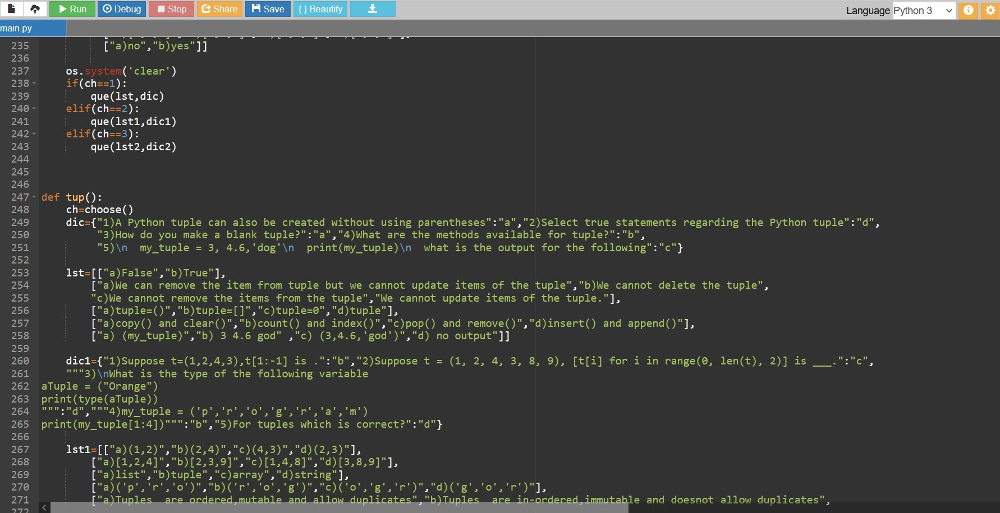 Run Debug Stop Share Save { } Beautify Language Python 3
main.py
235 ["a)no","b)yes"]]
236
237 os.system('clear')
238 if(ch==1):
239 que(lst,dic)
240 elif(ch==2):
241 que(lst1,dic1)
242 elif(ch==3):
243 que(lst2,dic2)
244
245
246
247 def tup():
248 ch=choose()
249 dic={"1)A Python tuple can also be created without using parentheses":"a","2)Select true statements regarding the Python tuple":"d",
250 "3)How do you make a blank tuple?":"a","4)What are the methods available for tuple?":"b",
251 "5)\n  my_tuple = 3, 4.6,'dog'\n  print(my_tuple)\n  what is the output for the following":"c"}
252
253 lst=[["a)False","b)True"],
254 ["a)We can remove the item from tuple but we cannot update items of the tuple","b)We cannot delete the tuple",
255 "c)We cannot remove the items from the tuple","We cannot update items of the tuple."],
256 ["a)tuple=()","b)tuple=[]","c)tuple=0","d)tuple"],
257 ["a)copy() and clear()","b)count() and index()","c)pop() and remove()","d)insert() and append()"],
258 ["a) (my_tuple)","b) 3 4.6 god" ,"c) (3,4.6,'god')","d) no output"]]
259
260 dic1={"1)Suppose t=(1,2,4,3),t[1:-1] is .":"b","2)Suppose t = (1, 2, 4, 3, 8, 9), [t[i] for i in range(0, len(t), 2)] is ___.":"c",
261 """3)\nWhat is the type of the following variable
262 aTuple = ("Orange")
263 print(type(aTuple))
264 """:"d","""4)my_tuple = ('p','r','o','g','r','a','m')
265 print(my_tuple[1:4])""":"b","5)For tuples which is correct?":"d"}
266
267 lst1=[["a)(1,2)","b)(2,4)","c)(4,3)","d)(2,3)"],
268 ["a)[1,2,4]","b)[2,3,9]","c)[1,4,8]","d)[3,8,9]"],
269 ["a)list","b)tuple","c)array","d)string"],
270 ["a)('p','r','o')","b)('r','o','g')","c)('o','g','r')","d)('g','o','r')"],
271 ["a)Tuples  are ordered,mutable and allow duplicates","b)Tuples  are in-ordered,immutable and doesnot allow duplicates",
272